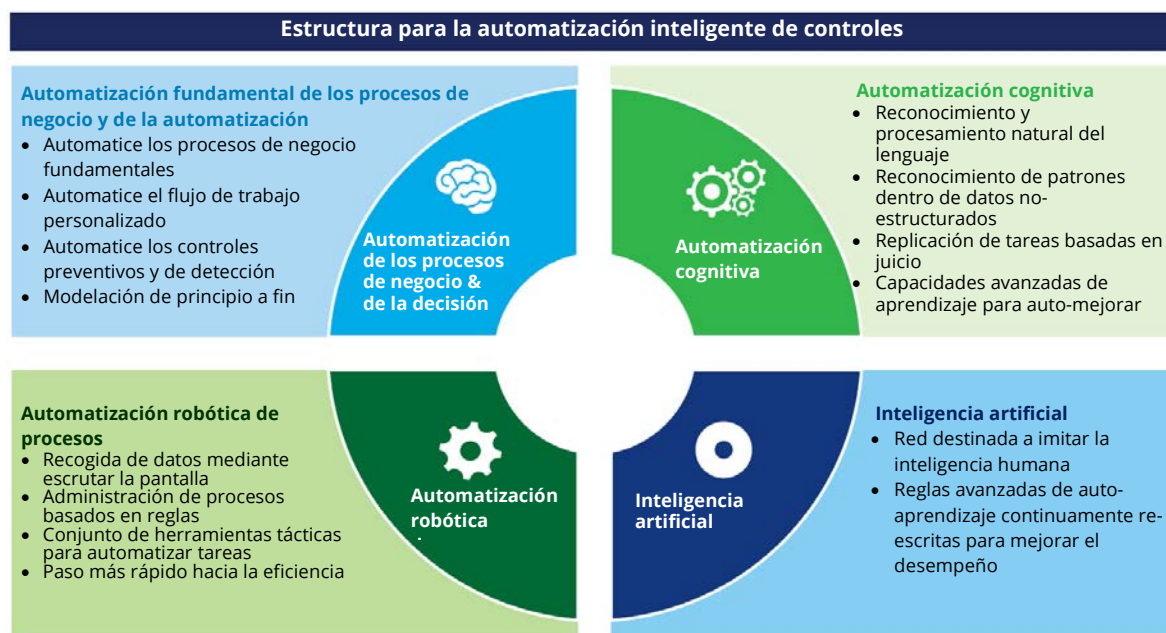 Estructura para la automatización inteligente de controles
Automatización fundamental de los procesos de
negocio y de la automatización
• Automatice los procesos de negocio
fundamentales
• Automatice el flujo de trabajo
personalizado
• Automatice los controles
preventivos y de detección
• Modelación de principio a fin
Automatización
de los procesos
de negocio &
de la decisión
Automatización
cognitiva
Automatización cognitiva
• Reconocimiento y
procesamiento natural del
lenguaje
• Reconocimiento de patrones
dentro de datos no-
estructurados
• Replicación de tareas basadas en
juicio
• Capacidades avanzadas de
aprendizaje para auto-mejorar
Automatización robótica de
procesos
• Recogida de datos mediante
escrutar la pantalla
• Administración de procesos
basados en reglas
• Conjunto de herramientas tácticas
para automatizar tareas
• Paso más rápido hacia la eficiencia
Automatización
robótica
Inteligencia
artificial
Inteligencia artificial
• Red destinada a imitar la
inteligencia humana
• Reglas avanzadas de auto-
aprendizaje continuamente re-
escritas para mejorar el
desempeño